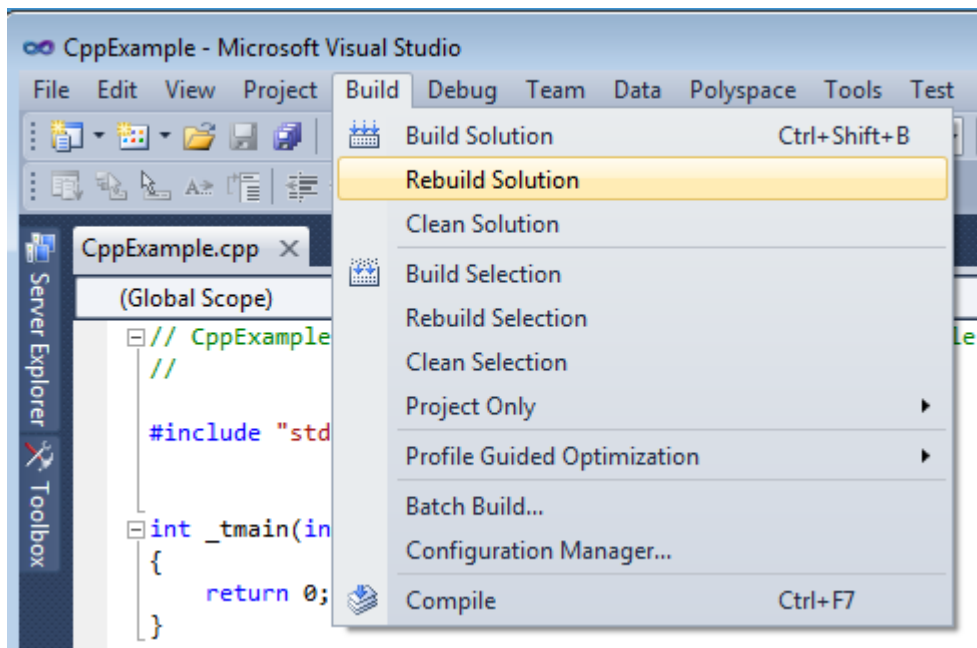 CppExample - Microsoft Visual Studio
File Edit View Project Build Debug Team Data Polyspace Tools Test
Build Solution Ctrl+Shift+B
Rebuild Solution
Clean Solution
Build Selection
Rebuild Selection
Clean Selection
Project Only
Profile Guided Optimization
Batch Build...
Configuration Manager...
Compile Ctrl+F7
Server Explorer
Toolbox
CppExample.cpp
(Global Scope)
// CppExample
//
#include "std
int _tmain(in
{
return 0;
}